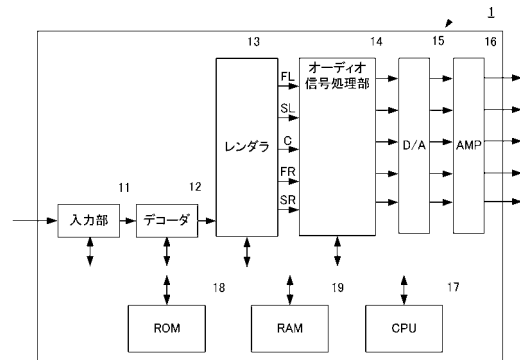 1
13
14
15
16
FL
SL
C
FR
SR
レンダラ
オーディオ
信号処理部
D/A
AMP
11
12
入力部
デコーダ
18
19
17
ROM
RAM
CPU